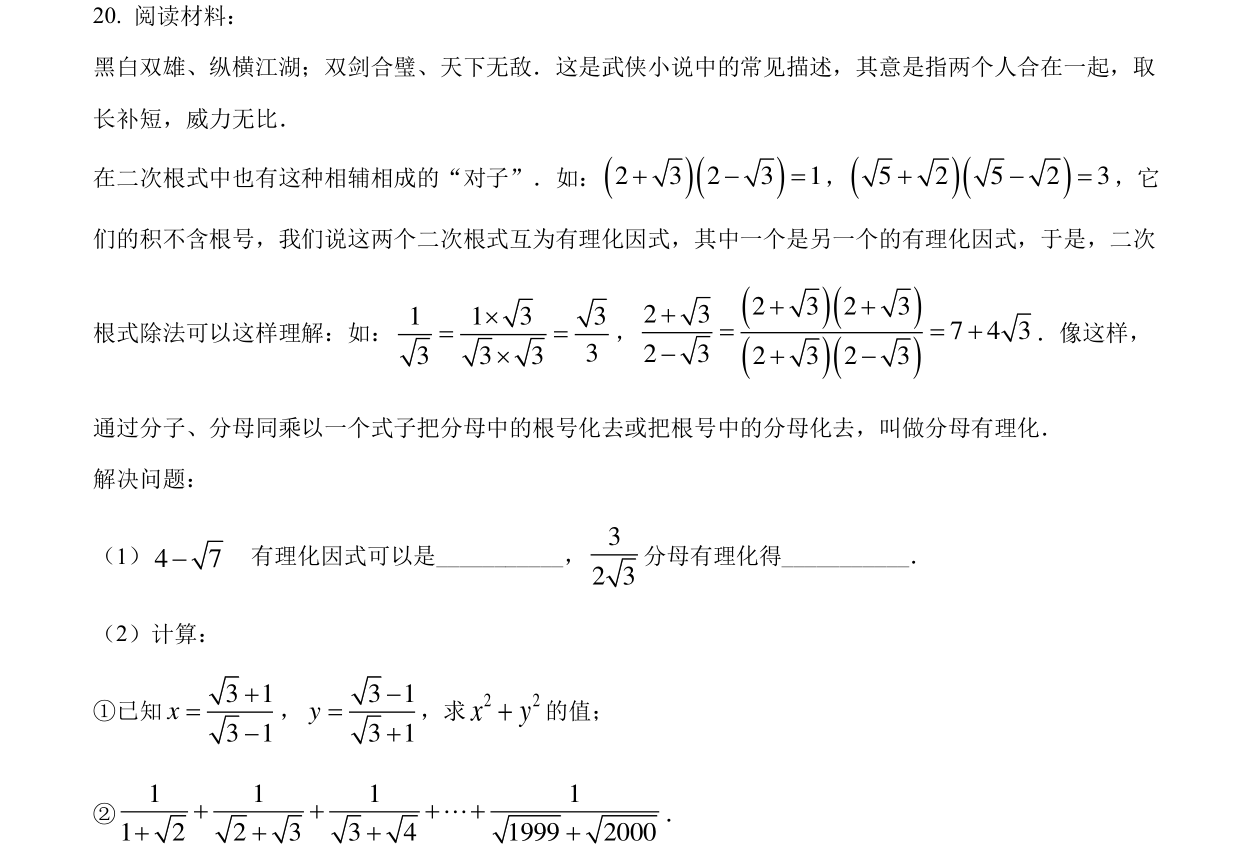 20. 阅读材料：
黑白双雄、纵横江湖；双剑合璧、天下无敌．这是武侠小说中的常见描述，其意是指两个人合在一起，取
长补短，威力无比．
在二次根式中也有这种相辅相成的“对子”．如：(2+√3)(2−√3)=1，(√5+√2)(√5−√2)=3，它
们的积不含根号，我们说这两个二次根式互为有理化因式，其中一个是另一个的有理化因式，于是，二次
根式除法可以这样理解：如：1/√3=(1×√3)/(√3×√3)=√3/3，(2+√3)/(2−√3)=((2+√3)(2+√3))/((2+√3)(2−√3))=7+4√3．像这样，
通过分子、分母同乘以一个式子把分母中的根号化去或把根号中的分母化去，叫做分母有理化．
解决问题：
（1）4−√7 有理化因式可以是___________，3/(2√3)分母有理化得___________．
（2）计算：
①已知x=(√3+1)/(√3−1)，y=(√3−1)/(√3+1)，求x²+y²的值；
②1/(1+√2)+1/(√2+√3)+1/(√3+√4)+⋯+1/(√1999+√2000)．